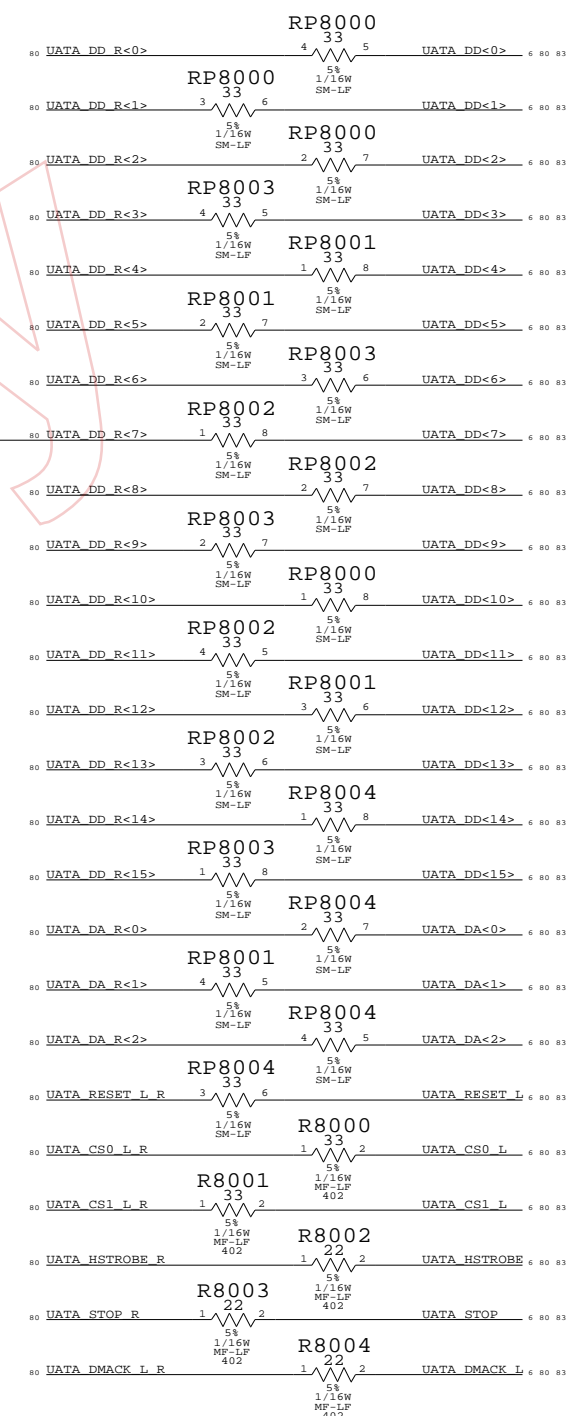 RP8000
33
80 UATA_DD_R<0> 4 5 UATA_DD<0> 6 80 83
5%
1/16W
SM-LF
RP8000
33
80 UATA_DD_R<1> 3 6 UATA_DD<1> 6 80 83
5%
1/16W
SM-LF
RP8000
33
80 UATA_DD_R<2> 2 7 UATA_DD<2> 6 80 83
5%
1/16W
SM-LF
RP8003
33
80 UATA_DD_R<3> 4 5 UATA_DD<3> 6 80 83
5%
1/16W
SM-LF
RP8001
33
80 UATA_DD_R<4> 1 8 UATA_DD<4> 6 80 83
5%
1/16W
SM-LF
RP8001
33
80 UATA_DD_R<5> 2 7 UATA_DD<5> 6 80 83
5%
1/16W
SM-LF
RP8003
33
80 UATA_DD_R<6> 3 6 UATA_DD<6> 6 80 83
5%
1/16W
SM-LF
RP8002
33
80 UATA_DD_R<7> 1 8 UATA_DD<7> 6 80 83
5%
1/16W
SM-LF
RP8002
33
80 UATA_DD_R<8> 2 7 UATA_DD<8> 6 80 83
5%
1/16W
SM-LF
RP8003
33
80 UATA_DD_R<9> 2 7 UATA_DD<9> 6 80 83
5%
1/16W
SM-LF
RP8000
33
80 UATA_DD_R<10> 1 8 UATA_DD<10> 6 80 83
5%
1/16W
SM-LF
RP8002
33
80 UATA_DD_R<11> 4 5 UATA_DD<11> 6 80 83
5%
1/16W
SM-LF
RP8001
33
80 UATA_DD_R<12> 3 6 UATA_DD<12> 6 80 83
5%
1/16W
SM-LF
RP8002
33
80 UATA_DD_R<13> 3 6 UATA_DD<13> 6 80 83
5%
1/16W
SM-LF
RP8004
33
80 UATA_DD_R<14> 1 8 UATA_DD<14> 6 80 83
5%
1/16W
SM-LF
RP8003
33
80 UATA_DD_R<15> 1 8 UATA_DD<15> 6 80 83
5%
1/16W
SM-LF
RP8004
33
80 UATA_DA_R<0> 2 7 UATA_DA<0> 6 80 83
5%
1/16W
SM-LF
RP8001
33
80 UATA_DA_R<1> 4 5 UATA_DA<1> 6 80 83
5%
1/16W
SM-LF
RP8004
33
80 UATA_DA_R<2> 4 5 UATA_DA<2> 6 80 83
5%
1/16W
SM-LF
RP8004
33
80 UATA_RESET_L_R 3 6 UATA_RESET_L 6 80 83
5%
1/16W
SM-LF
R8000
33
80 UATA_CS0_L_R 1 2 UATA_CS0_L 6 80 83
5%
1/16W
MF-LF
402
R8001
33
80 UATA_CS1_L_R 1 2 UATA_CS1_L 6 80 83
5%
1/16W
MF-LF
402
R8002
22
80 UATA_HSTROBE_R 1 2 UATA_HSTROBE 6 80 83
5%
1/16W
MF-LF
402
R8003
22
80 UATA_STOP_R 1 2 UATA_STOP 6 80 83
5%
1/16W
MF-LF
402
R8004
22
80 UATA_DMACK_L_R 1 2 UATA_DMACK_L 6 80 83
5%
1/16W
MF-LF
402